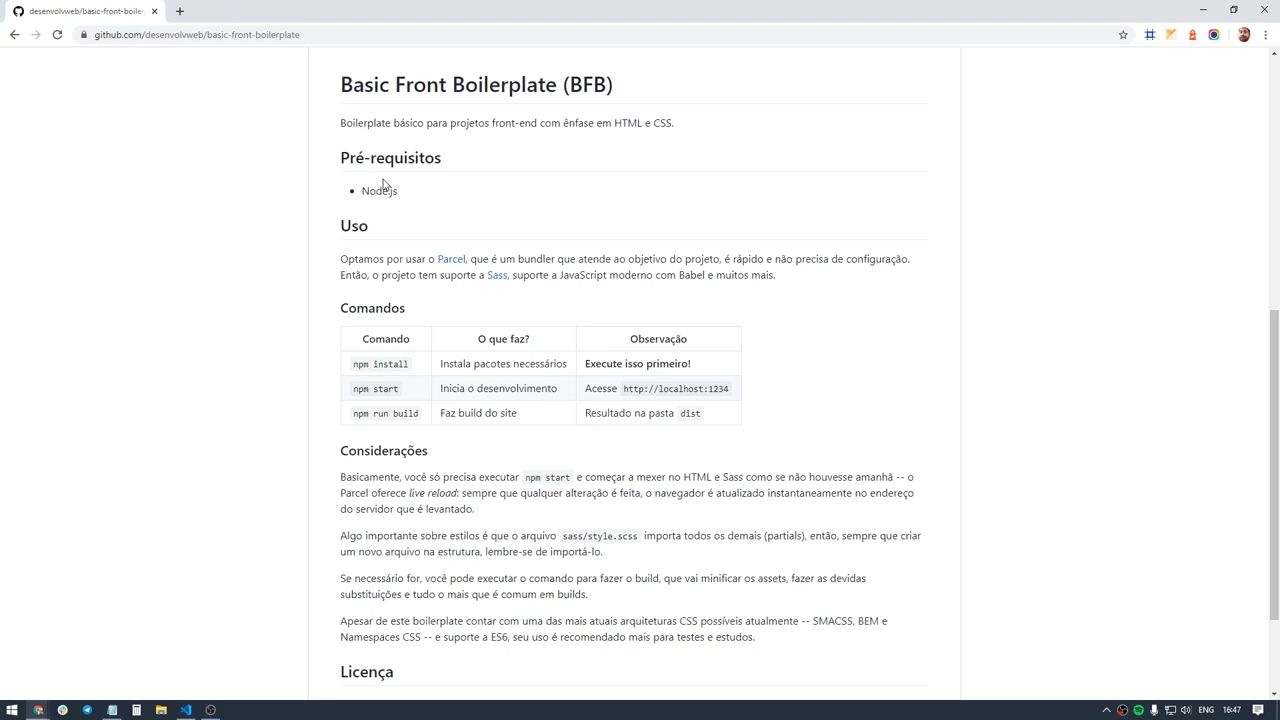 desenvolvweb/basic-front-boiler
github.com/desenvolvweb/basic-front-boilerplate
Basic Front Boilerplate (BFB)
Boilerplate básico para projetos front-end com ênfase em HTML e CSS.
Pré-requisitos
Node.js
Uso
Optamos por usar o Parcel, que é um bundler que atende ao objetivo do projeto, é rápido e não precisa de configuração.
Então, o projeto tem suporte a Sass, suporte a JavaScript moderno com Babel e muitos mais.
Comandos
Comando O que faz? Observação
npm install Instala pacotes necessários Execute isso primeiro!
npm start Inicia o desenvolvimento Acesse http://localhost:1234
npm run build Faz build do site Resultado na pasta dist
Considerações
Basicamente, você só precisa executar npm start e começar a mexer no HTML e Sass como se não houvesse amanhã -- o
Parcel oferece live reload: sempre que qualquer alteração é feita, o navegador é atualizado instantaneamente no endereço
do servidor que é levantado.
Algo importante sobre estilos é que o arquivo sass/style.scss importa todos os demais (partials), então, sempre que criar
um novo arquivo na estrutura, lembre-se de importá-lo.
Se necessário for, você pode executar o comando para fazer o build, que vai minificar os assets, fazer as devidas
substituições e tudo o mais que é comum em builds.
Apesar de este boilerplate contar com uma das mais atuais arquiteturas CSS possíveis atualmente -- SMACSS, BEM e
Namespaces CSS -- e suporte a ES6, seu uso é recomendado mais para testes e estudos.
Licença
ENG 16:47